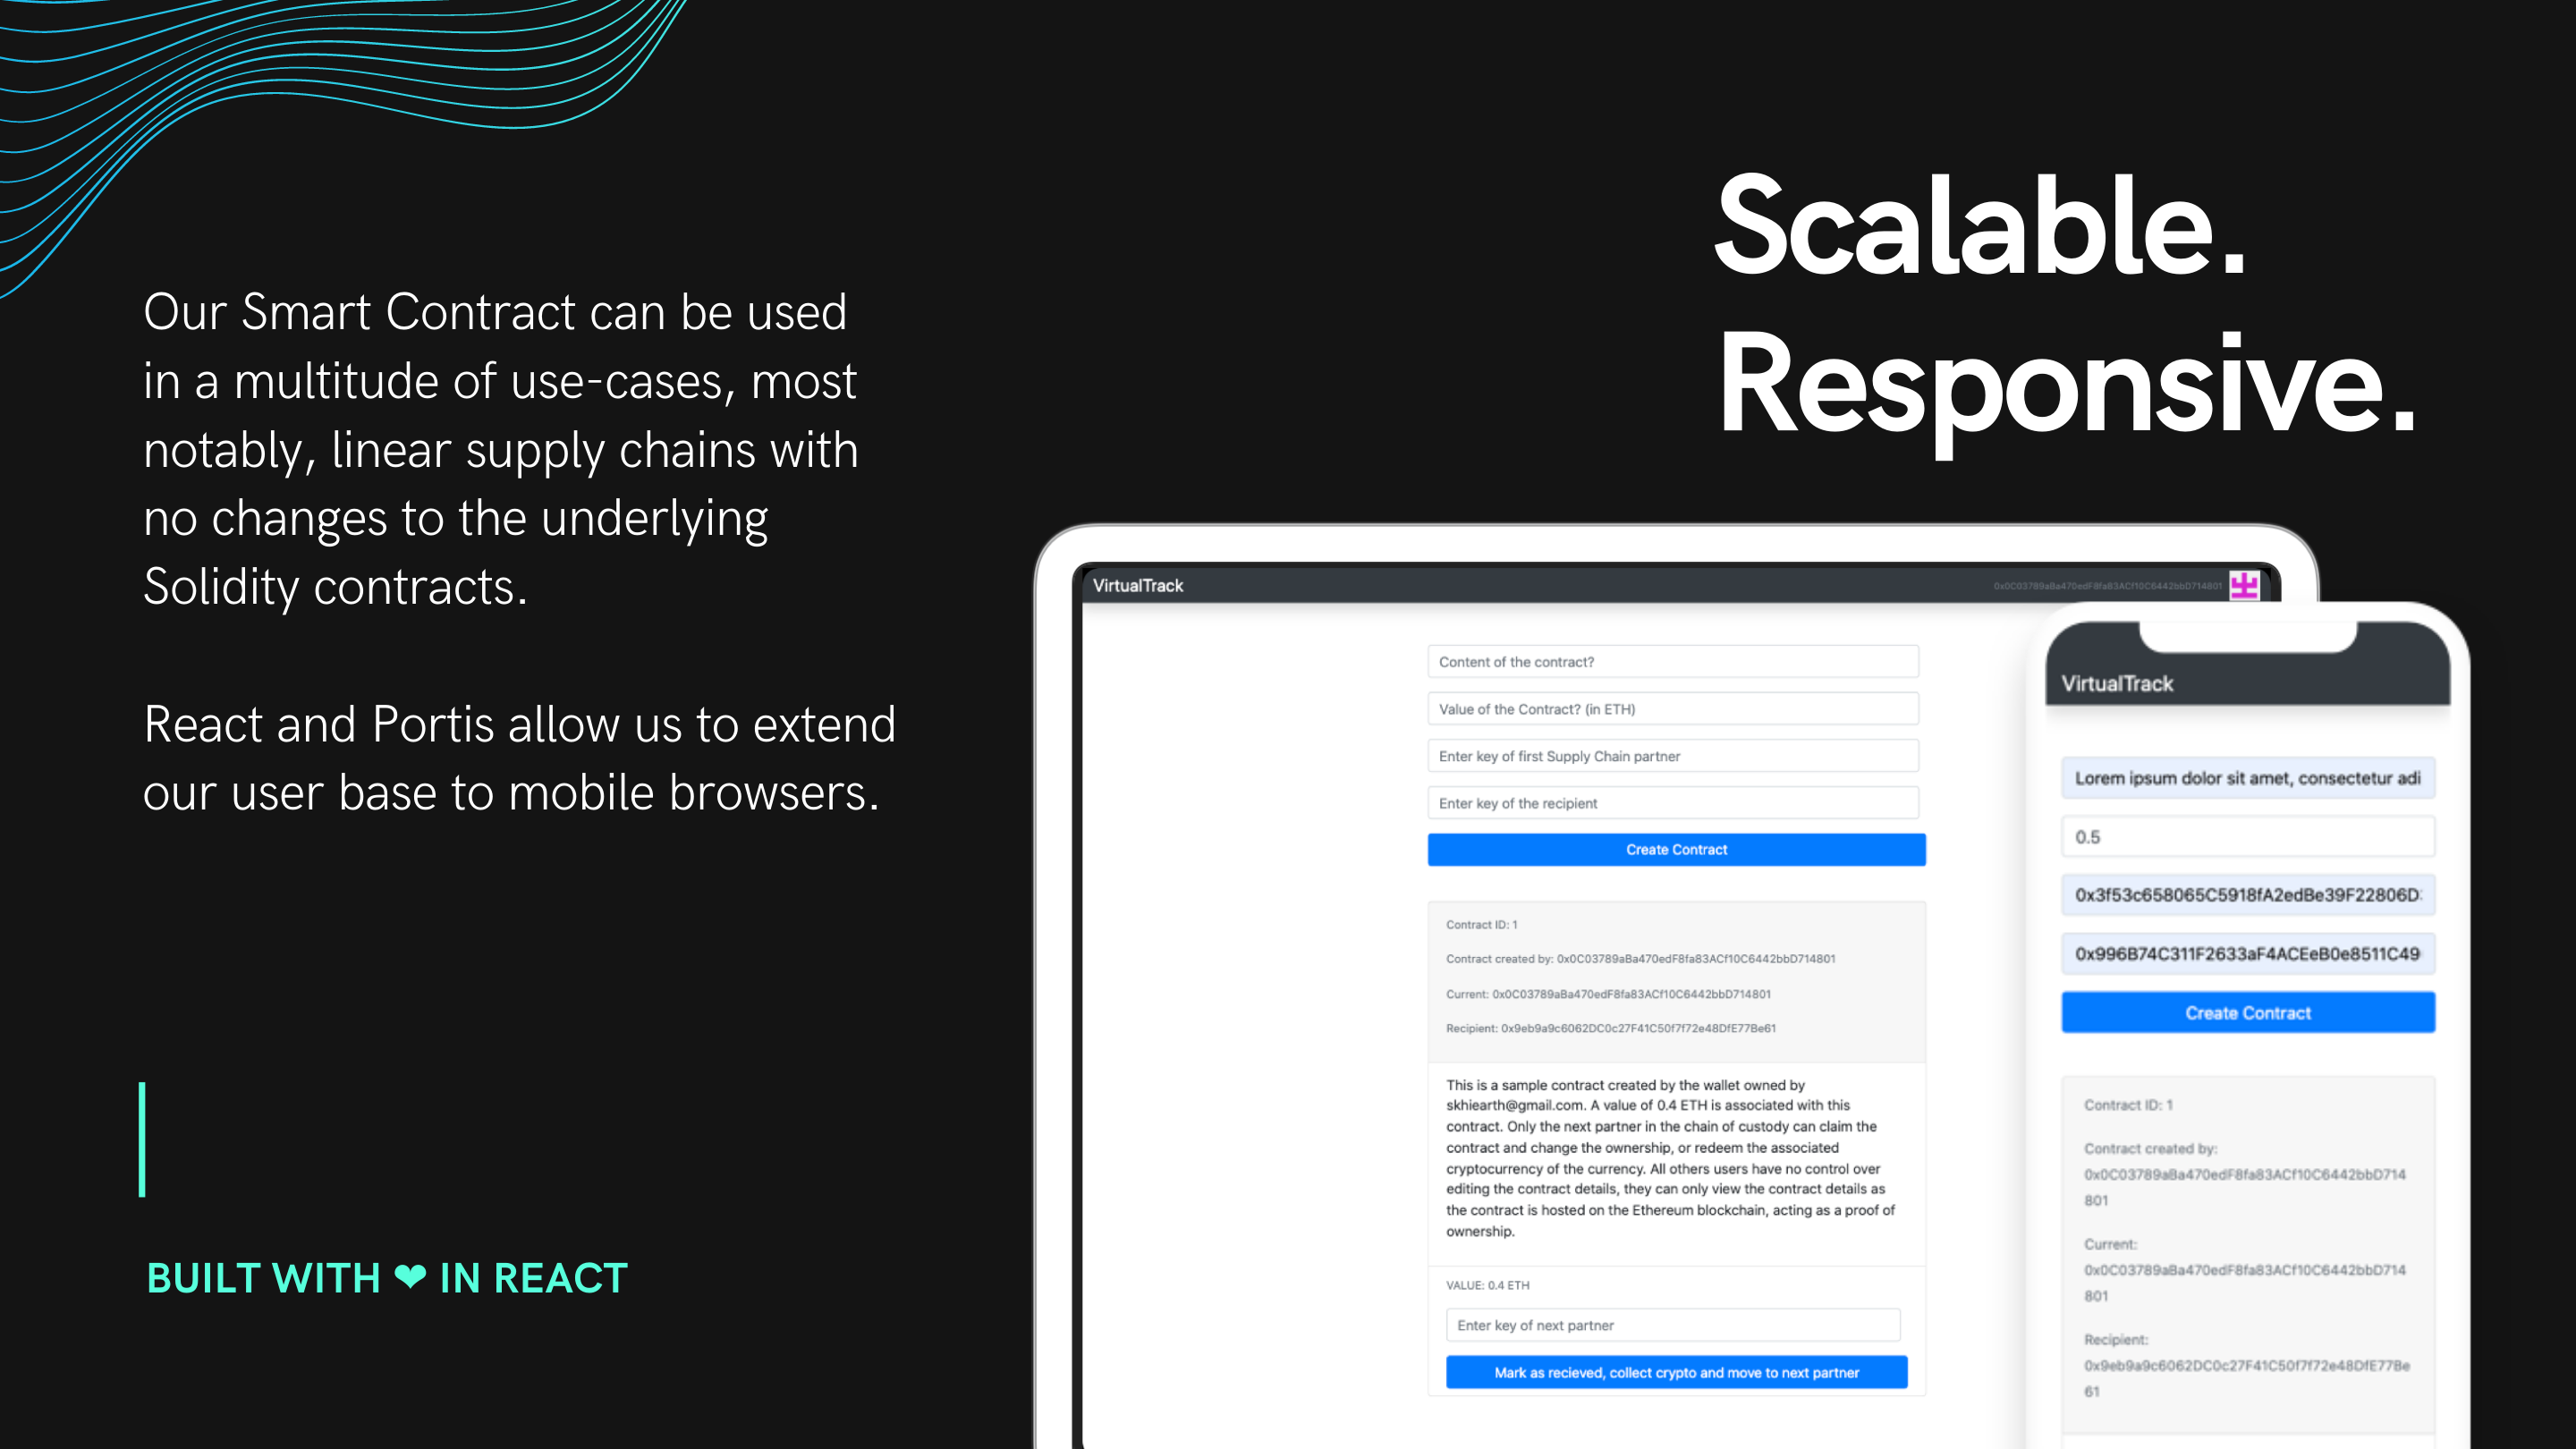 Scalable.
Responsive.
Our Smart Contract can be used
in a multitude of use-cases, most
notably, linear supply chains with
no changes to the underlying
Solidity contracts.
React and Portis allow us to extend
our user base to mobile browsers.
BUILT WITH ❤ IN REACT
VirtualTrack
0x0C03789aBa470edF8fa83ACf10C6442bbD714801
Content of the contract?
Value of the Contract? (in ETH)
Enter key of first Supply Chain partner
Enter key of the recipient
Create Contract
Contract ID: 1
Contract created by: 0x0C03789aBa470edF8fa83ACf10C6442bbD714801
Current: 0x0C03789aBa470edF8fa83ACf10C6442bbD714801
Recipient: 0x9eb9a9c6062DC0c27F41C50f7f72e48DfE77Be61
This is a sample contract created by the wallet owned by
skhiearth@gmail.com. A value of 0.4 ETH is associated with this
contract. Only the next partner in the chain of custody can claim the
contract and change the ownership, or redeem the associated
cryptocurrency of the currency. All others users have no control over
editing the contract details, they can only view the contract details as
the contract is hosted on the Ethereum blockchain, acting as a proof of
ownership.
VALUE: 0.4 ETH
Enter key of next partner
Mark as recieved, collect crypto and move to next partner
VirtualTrack
Lorem ipsum dolor sit amet, consectetur adi
0.5
0x3f53c658065C5918fA2edBe39F22806D
0x996B74C311F2633aF4ACEeB0e8511C49
Create Contract
Contract ID: 1
Contract created by:
0x0C03789aBa470edF8fa83ACf10C6442bbD714
801
Current:
0x0C03789aBa470edF8fa83ACf10C6442bbD714
801
Recipient:
0x9eb9a9c6062DC0c27F41C50f7f72e48DfE77Be
61